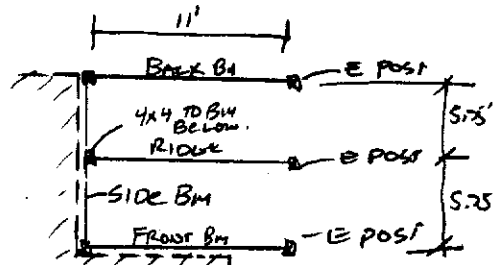 11'
BACK BM
E POST
4x4 TO BM
BELOW.
5.75'
RIDGE
E POST
SIDE BM
5.75
FRONT BM
E POST